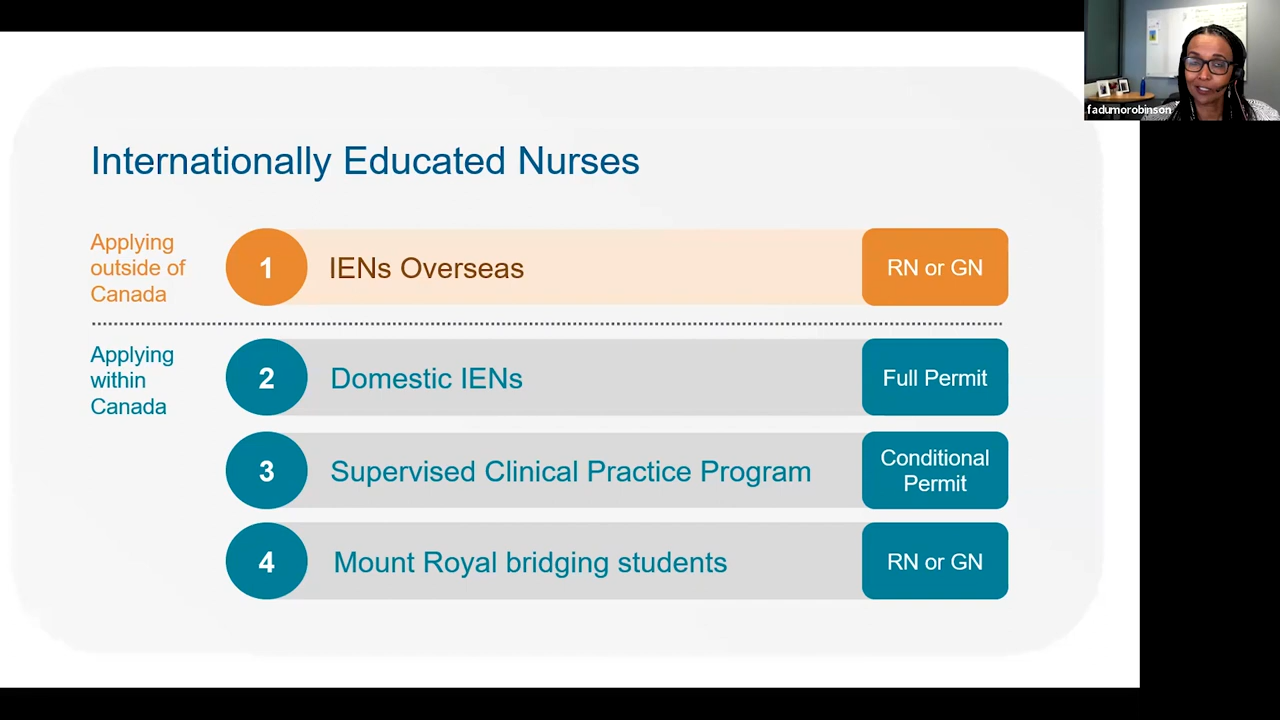 fadumorobinson
Internationally Educated Nurses
Applying
outside of
Canada
1
IENs Overseas
RN or GN
Applying
within
Canada
2
Domestic IENs
Full Permit
3
Supervised Clinical Practice Program
Conditional
Permit
4
Mount Royal bridging students
RN or GN